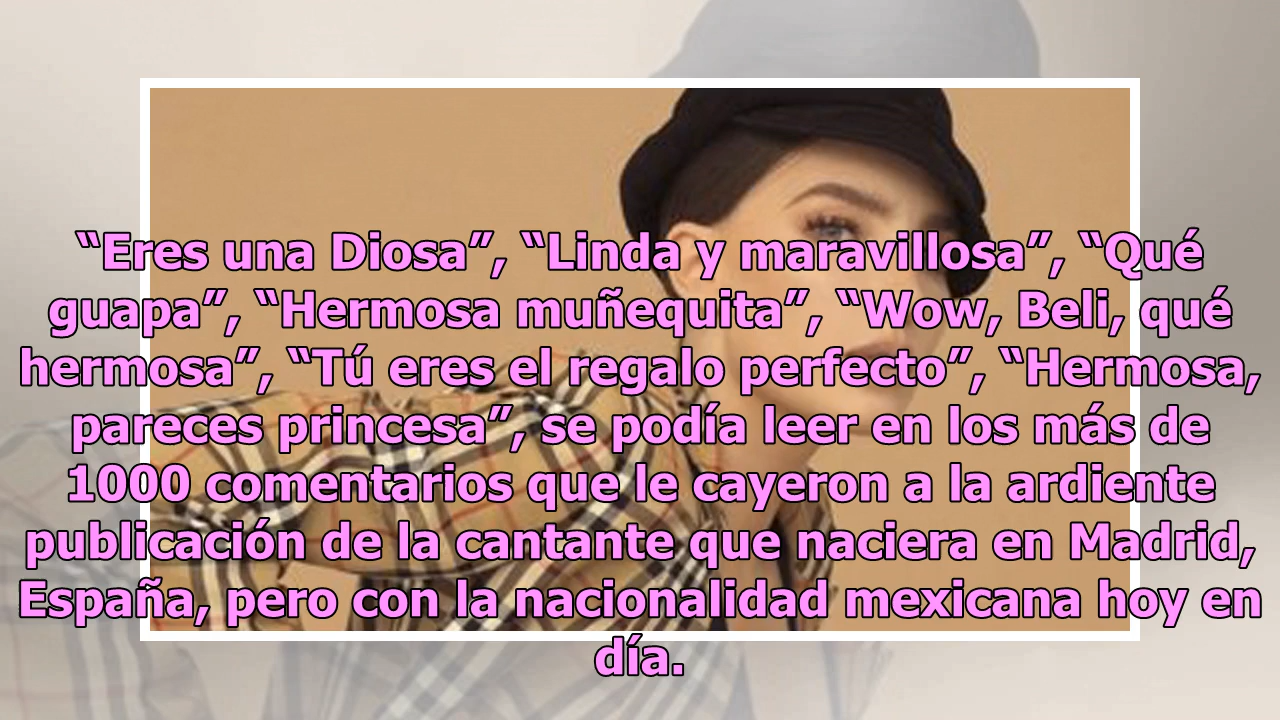 “Eres una Diosa”, “Linda y maravillosa”, “Qué
guapa”, “Hermosa muñequita”, “Wow, Beli, qué
hermosa”, “Tú eres el regalo perfecto”, “Hermosa,
pareces princesa”, se podía leer en los más de
1000 comentarios que le cayeron a la ardiente
publicación de la cantante que naciera en Madrid,
España, pero con la nacionalidad mexicana hoy en
día.